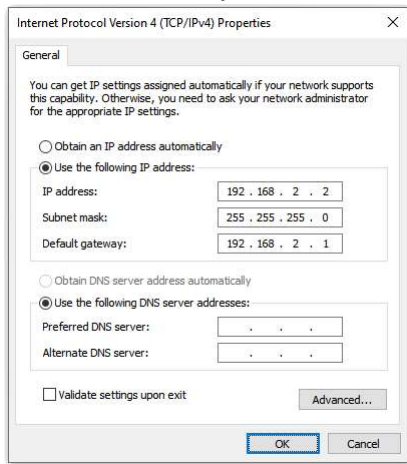 Internet Protocol Version 4 (TCP/IPv4) Properties
General
You can get IP settings assigned automatically if your network supports
this capability. Otherwise, you need to ask your network administrator
for the appropriate IP settings.
Obtain an IP address automatically
Use the following IP address:
IP address: 192 . 168 . 2 . 2
Subnet mask: 255 . 255 . 255 . 0
Default gateway: 192 . 168 . 2 . 1
Obtain DNS server address automatically
Use the following DNS server addresses:
Preferred DNS server: . . .
Alternate DNS server: . . .
Validate settings upon exit
Advanced...
OK Cancel